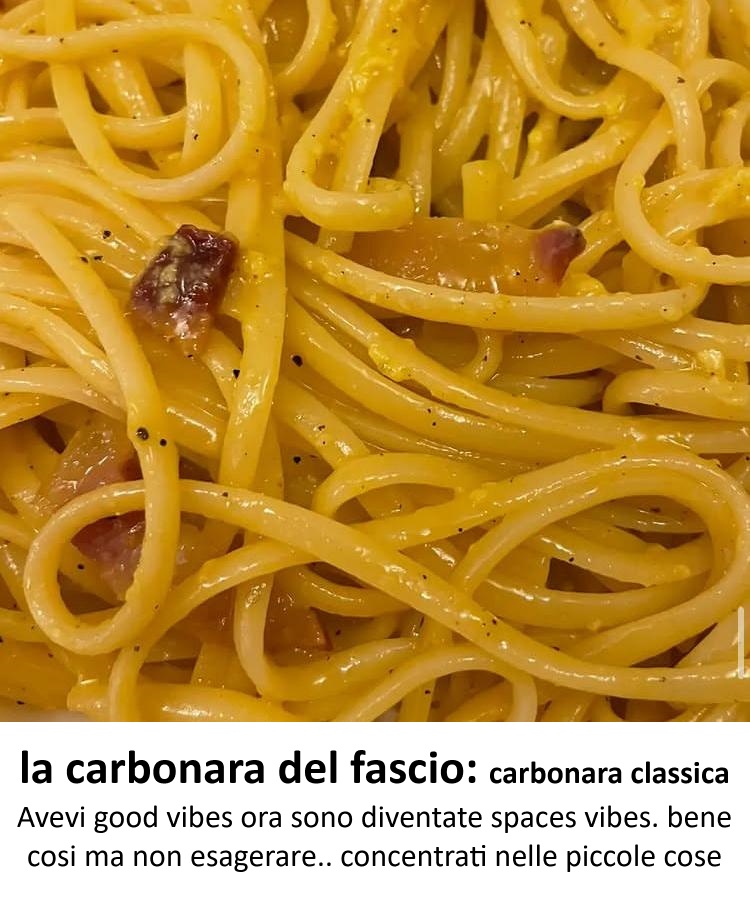 la carbonara del fascio: carbonara classica
Avevi good vibes ora sono diventate spaces vibes. bene
cosi ma non esagerare.. concentrati nelle piccole cose